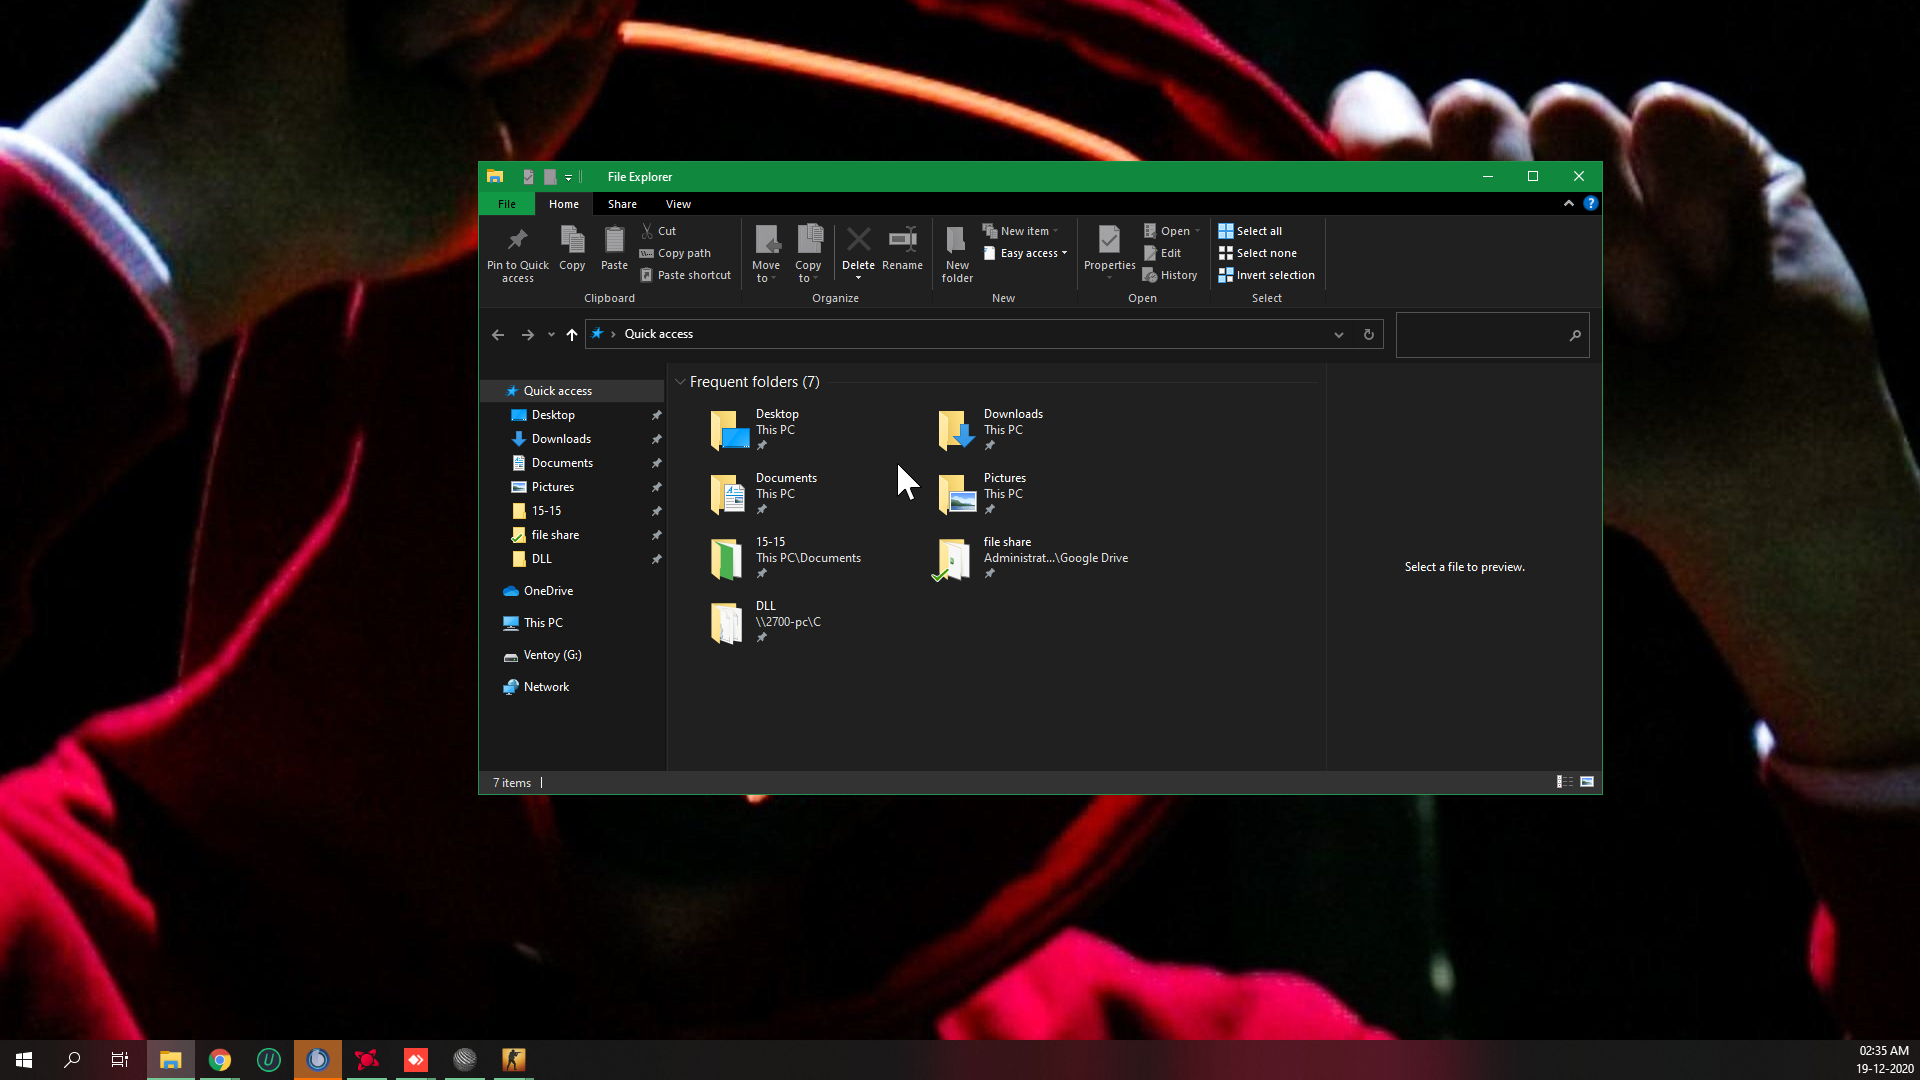 File Explorer
File Home Share View
Pin to Quick access
Copy
Paste
Cut
Copy path
Paste shortcut
Clipboard
Move to
Copy to
Delete
Rename
Organize
New folder
New item
Easy access
New
Properties
Open
Edit
History
Open
Select all
Select none
Invert selection
Select
Quick access
Quick access
Desktop
Downloads
Documents
Pictures
15-15
file share
DLL
OneDrive
This PC
Ventoy (G:)
Network
Frequent folders (7)
Desktop
This PC
Downloads
This PC
Documents
This PC
Pictures
This PC
15-15
This PC\Documents
file share
Administrat...\Google Drive
DLL
\\2700-pc\C
Select a file to preview.
7 items
02:35 AM
19-12-2020